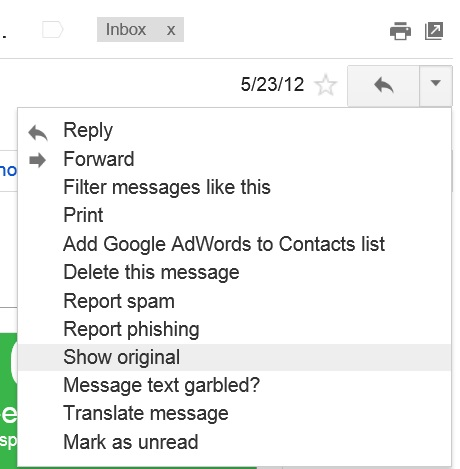 Inbox x
5/23/12
Reply
Forward
Filter messages like this
Print
Add Google AdWords to Contacts list
Delete this message
Report spam
Report phishing
Show original
Message text garbled?
Translate message
Mark as unread